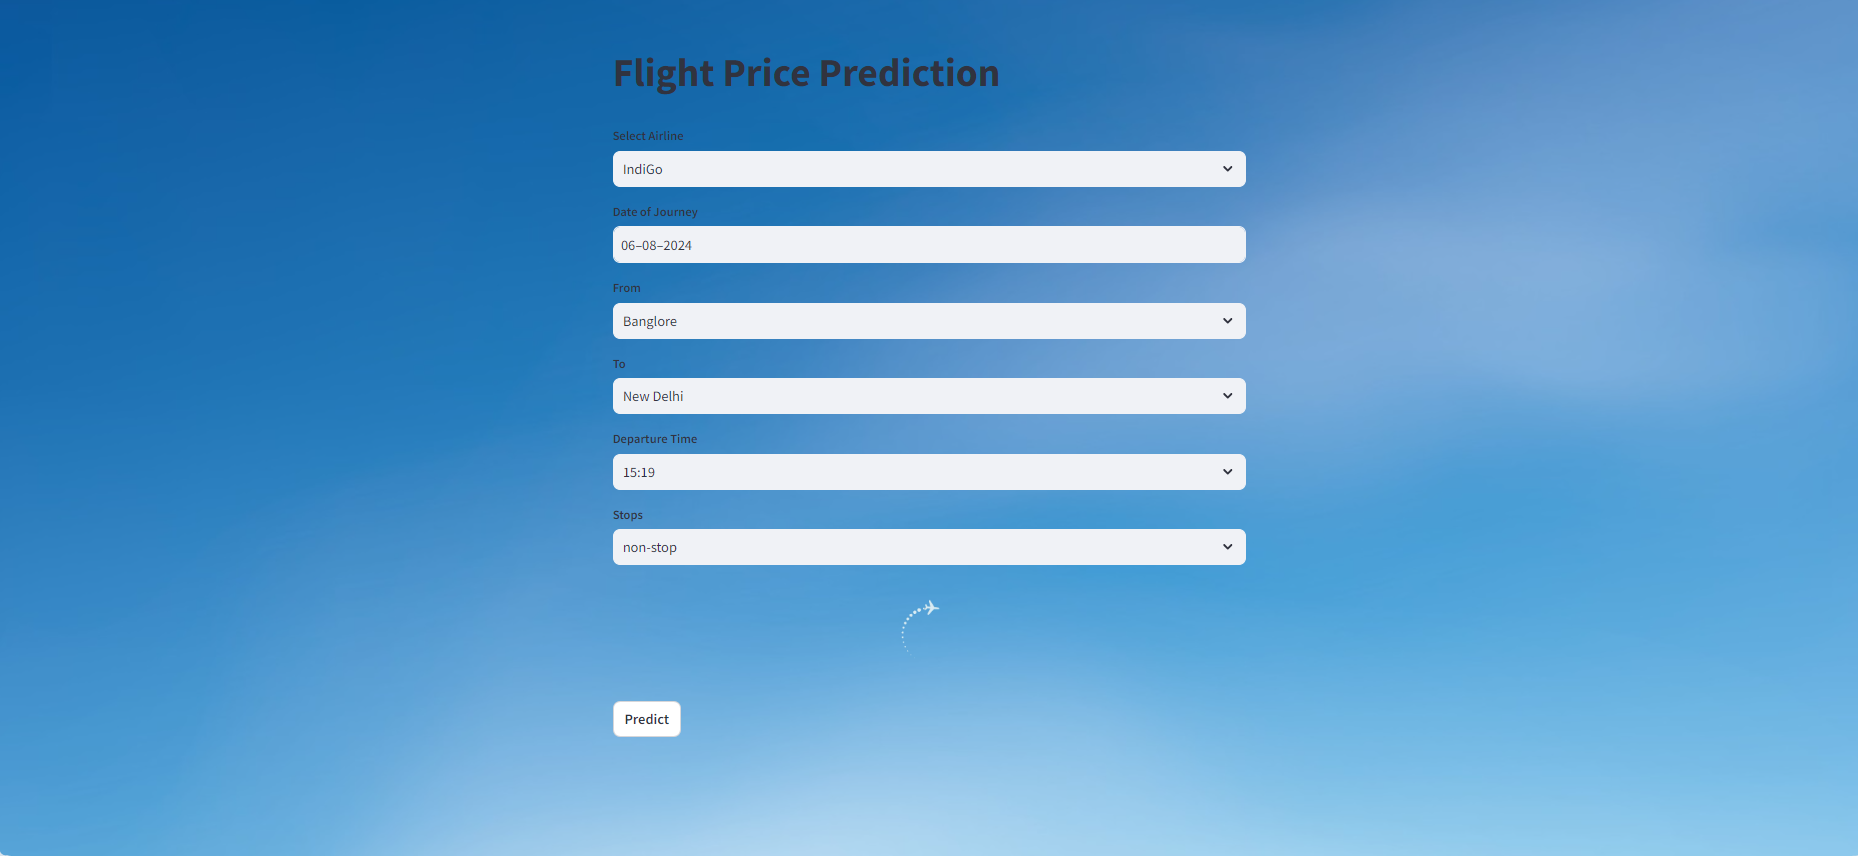 Flight Price Prediction
Select Airline
IndiGo
Date of Journey
06–08–2024
From
Banglore
To
New Delhi
Departure Time
15:19
Stops
non-stop
Predict